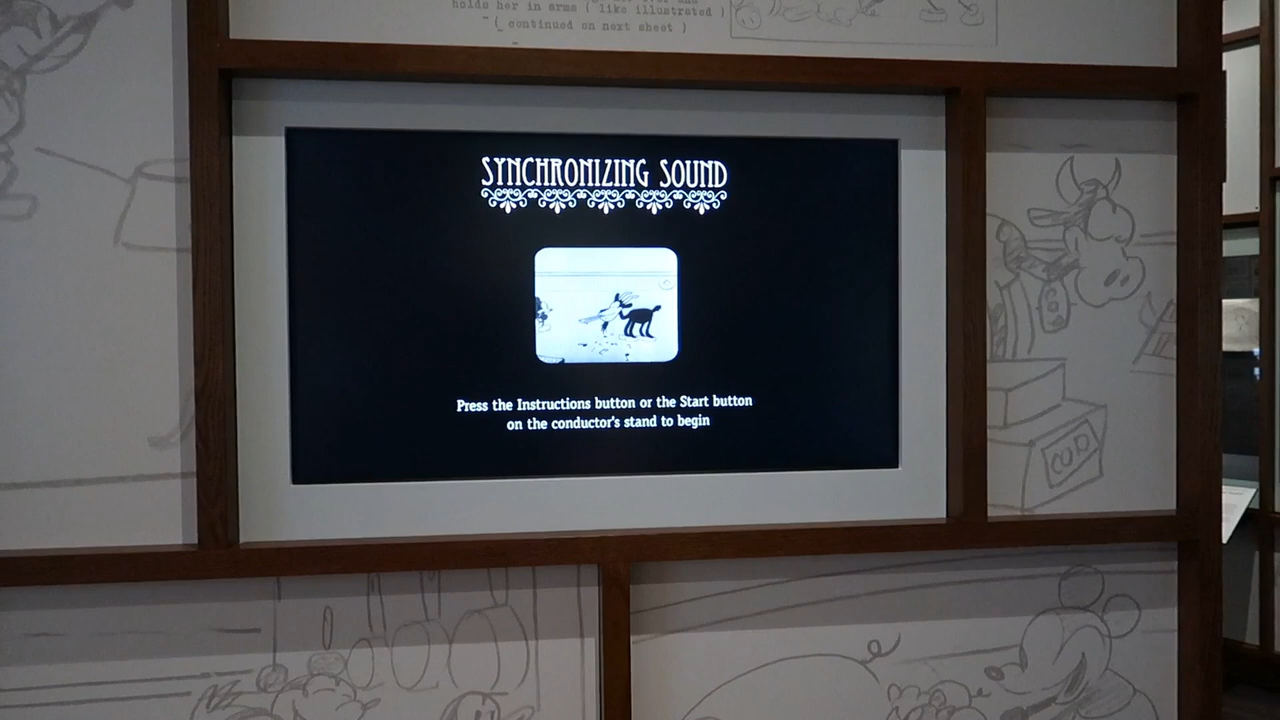 holds her in arms ( like illustrated )
( continued on next sheet )
SYNCHRONIZING SOUND
Press the Instructions button or the Start button
on the conductor's stand to begin